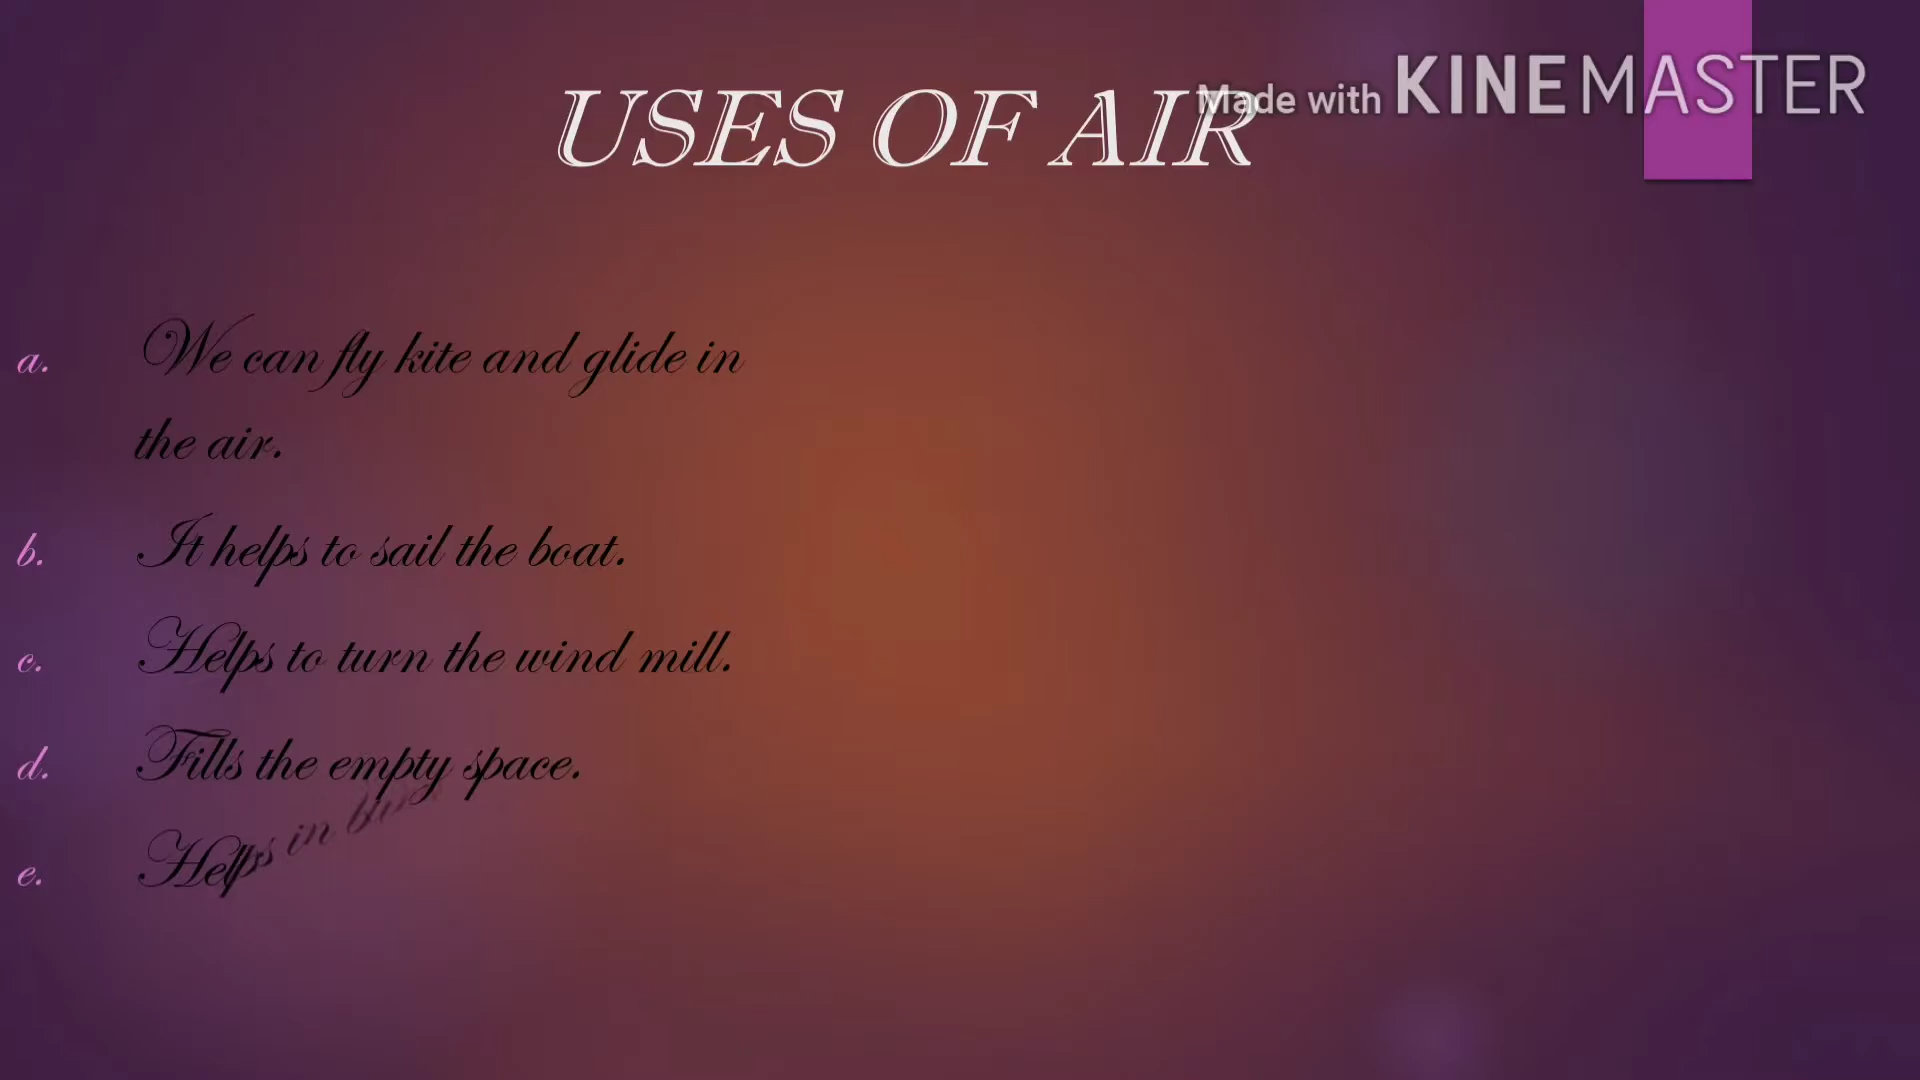 USES OF AIR
Made with KINEMASTER
a. We can fly kite and glide in
the air.
b. It helps to sail the boat.
c. Helps to turn the wind mill.
d. Fills the empty space.
e. Helps in